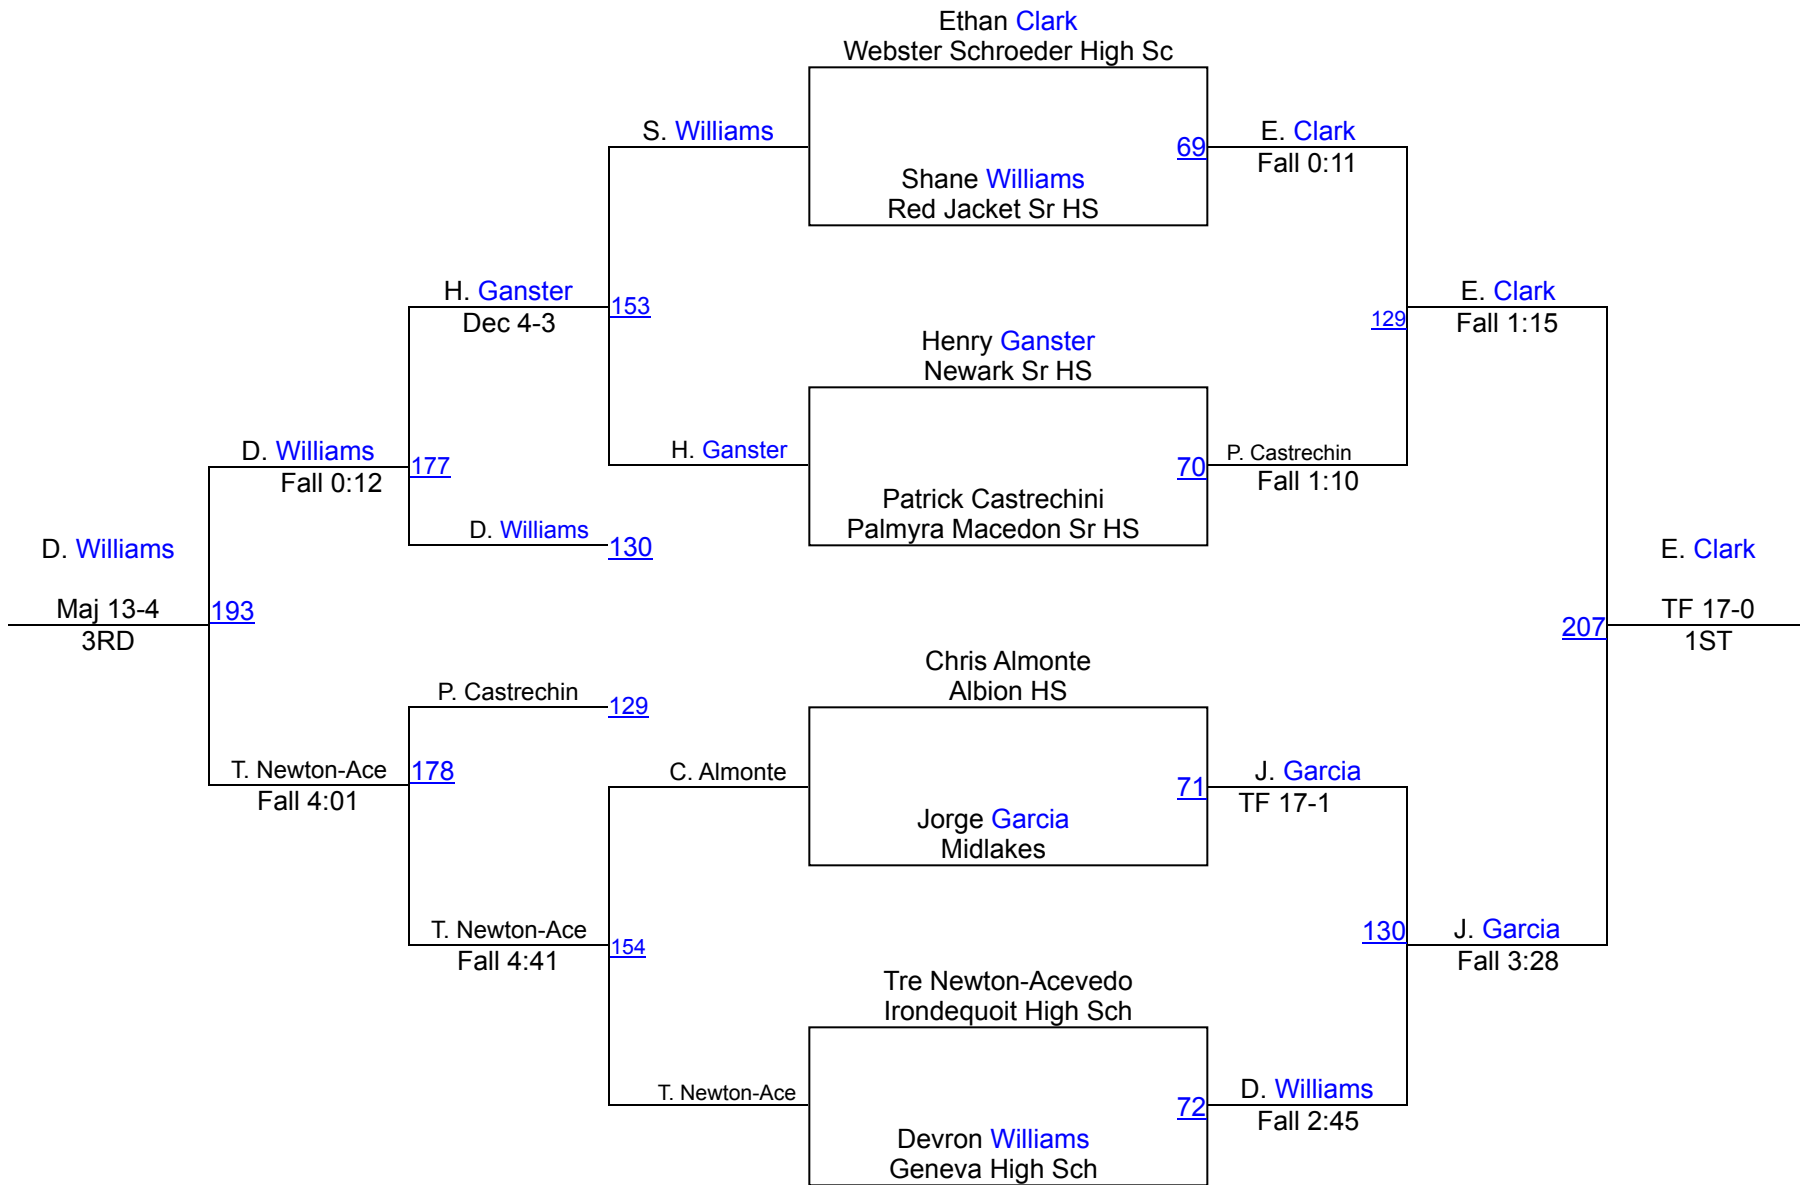 Ethan Clark
Webster Schroeder High Sc
S. Williams
69
E. Clark
Fall 0:11
Shane Williams
Red Jacket Sr HS
H. Ganster
Dec 4-3
153
129
E. Clark
Fall 1:15
Henry Ganster
Newark Sr HS
D. Williams
Fall 0:12
177
H. Ganster
70
P. Castrechin
Fall 1:10
Patrick Castrechini
Palmyra Macedon Sr HS
D. Williams
130
D. Williams
Maj 13-4
3RD
193
E. Clark
TF 17-0
1ST
207
Chris Almonte
Albion HS
P. Castrechin
129
T. Newton-Ace
Fall 4:01
178
C. Almonte
71
J. Garcia
TF 17-1
Jorge Garcia
Midlakes
T. Newton-Ace
Fall 4:41
154
130
J. Garcia
Fall 3:28
Tre Newton-Acevedo
Irondequoit High Sch
T. Newton-Ace
72
D. Williams
Fall 2:45
Devron Williams
Geneva High Sch